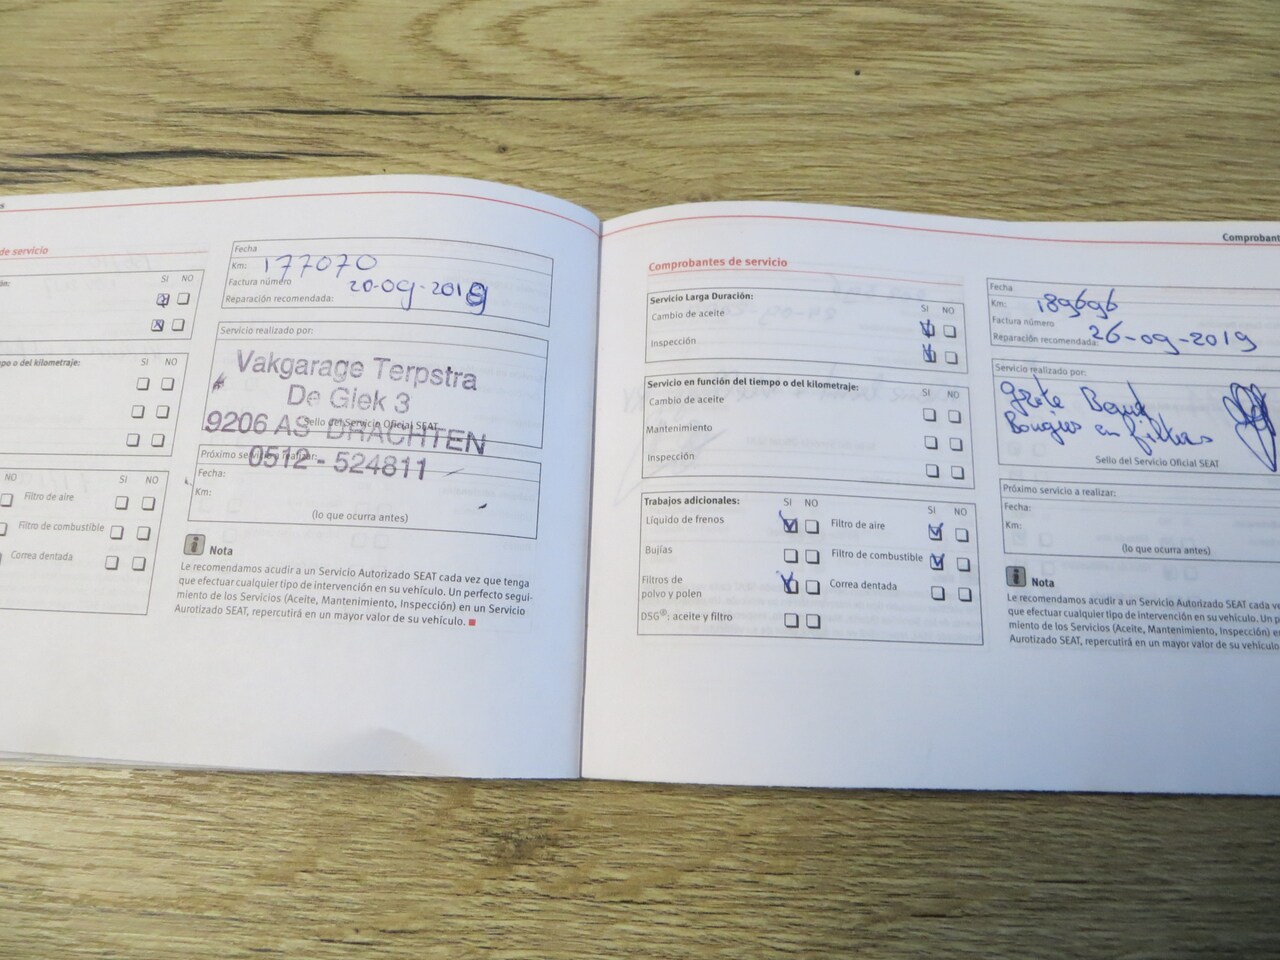 de servicio
SI NO
Fecha
Km: 177070
Factura número 20-09-2018
Reparación recomendada:
Servicio realizado por:
Vakgarage Terpstra
De Giek 3
9206 AS DRACHTEN
Sello del Servicio Oficial SEAT
0512 - 524811
Próximo servicio a realizar:
Fecha:
Km:
(lo que ocurra antes)
po o del kilometraje:
SI NO
NO SI NO
Filtro de aire
Filtro de combustible
Correa dentada
Nota
Le recomendamos acudir a un Servicio Autorizado SEAT cada vez que tenga
que efectuar cualquier tipo de intervención en su vehículo. Un perfecto segui-
miento de los Servicios (Aceite, Mantenimiento, Inspección) en un Servicio
Aurotizado SEAT, repercutirá en un mayor valor de su vehículo.
Comprobant
Comprobantes de servicio
Servicio Larga Duración: SI NO
Cambio de aceite
Inspección
Servicio en función del tiempo o del kilometraje: SI NO
Cambio de aceite
Mantenimiento
Inspección
Trabajos adicionales: SI NO SI NO
Líquido de frenos Filtro de aire
Bujías Filtro de combustible
Filtros de Correa dentada
polvo y polen
DSG®: aceite y filtro
Fecha
Km: 189696
Factura número
Reparación recomendada: 26-09-2019
Servicio realizado por:
grote Beurt
Bougies en filters
Sello del Servicio Oficial SEAT
Próximo servicio a realizar:
Fecha:
Km:
(lo que ocurra antes)
Nota
Le recomendamos acudir a un Servicio Autorizado SEAT cada ve
que efectuar cualquier tipo de intervención en su vehículo. Un p
miento de los Servicios (Aceite, Mantenimiento, Inspección) e
Aurotizado SEAT, repercutirá en un mayor valor de su vehículo